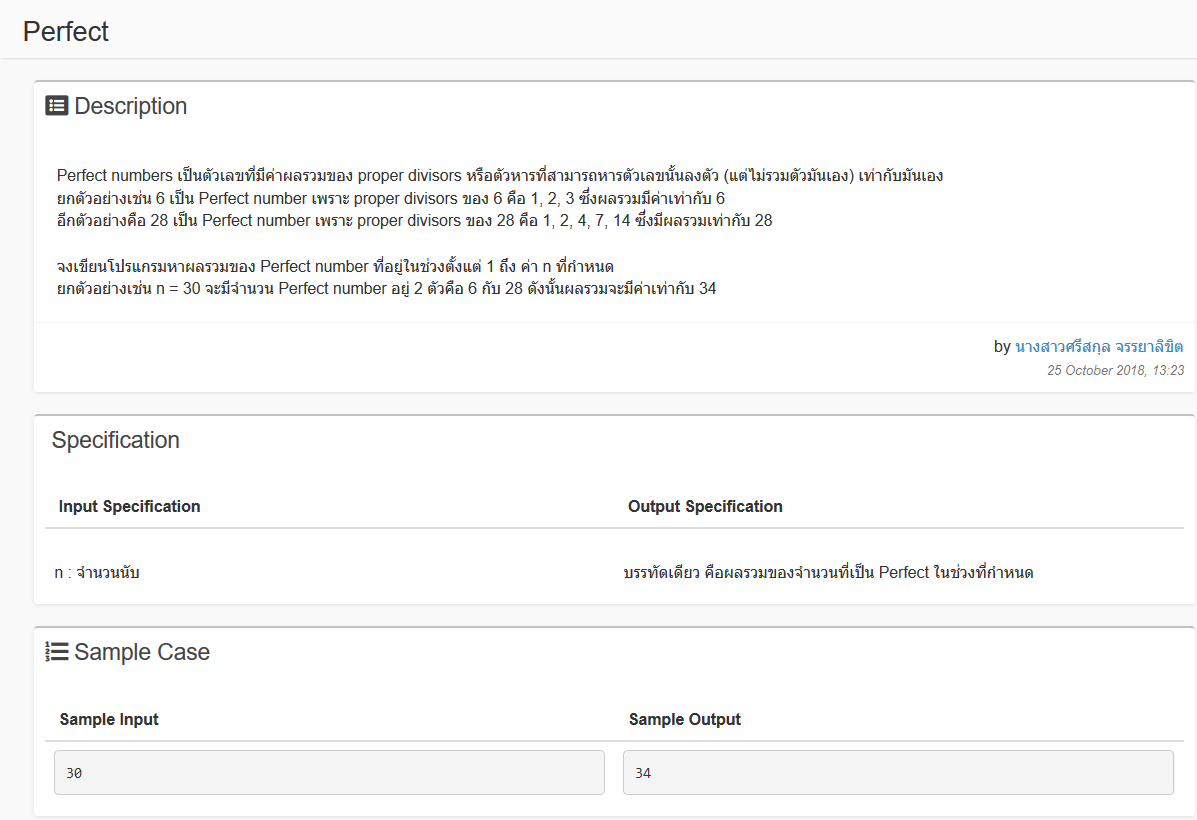 Perfect
Description
Perfect numbers เป็นตัวเลขที่มีค่าผลรวมของ proper divisors หรือตัวหารที่สามารถหารตัวเลขนั้นลงตัว (แต่ไม่รวมตัวมันเอง) เท่ากับมันเอง
ยกตัวอย่างเช่น 6 เป็น Perfect number เพราะ proper divisors ของ 6 คือ 1, 2, 3 ซึ่งผลรวมมีค่าเท่ากับ 6
อีกตัวอย่างคือ 28 เป็น Perfect number เพราะ proper divisors ของ 28 คือ 1, 2, 4, 7, 14 ซึ่งมีผลรวมเท่ากับ 28
จงเขียนโปรแกรมหาผลรวมของ Perfect number ที่อยู่ในช่วงตั้งแต่ 1 ถึง ค่า n ที่กำหนด
ยกตัวอย่างเช่น n = 30 จะมีจำนวน Perfect number อยู่ 2 ตัวคือ 6 กับ 28 ดังนั้นผลรวมจะมีค่าเท่ากับ 34
by นางสาวศรีสกุล จรรยาลิขิต
25 October 2018, 13:23
Specification
Input Specification
Output Specification
n : จำนวนนับ
บรรทัดเดียว คือผลรวมของจำนวนที่เป็น Perfect ในช่วงที่กำหนด
Sample Case
Sample Input
Sample Output
30
34